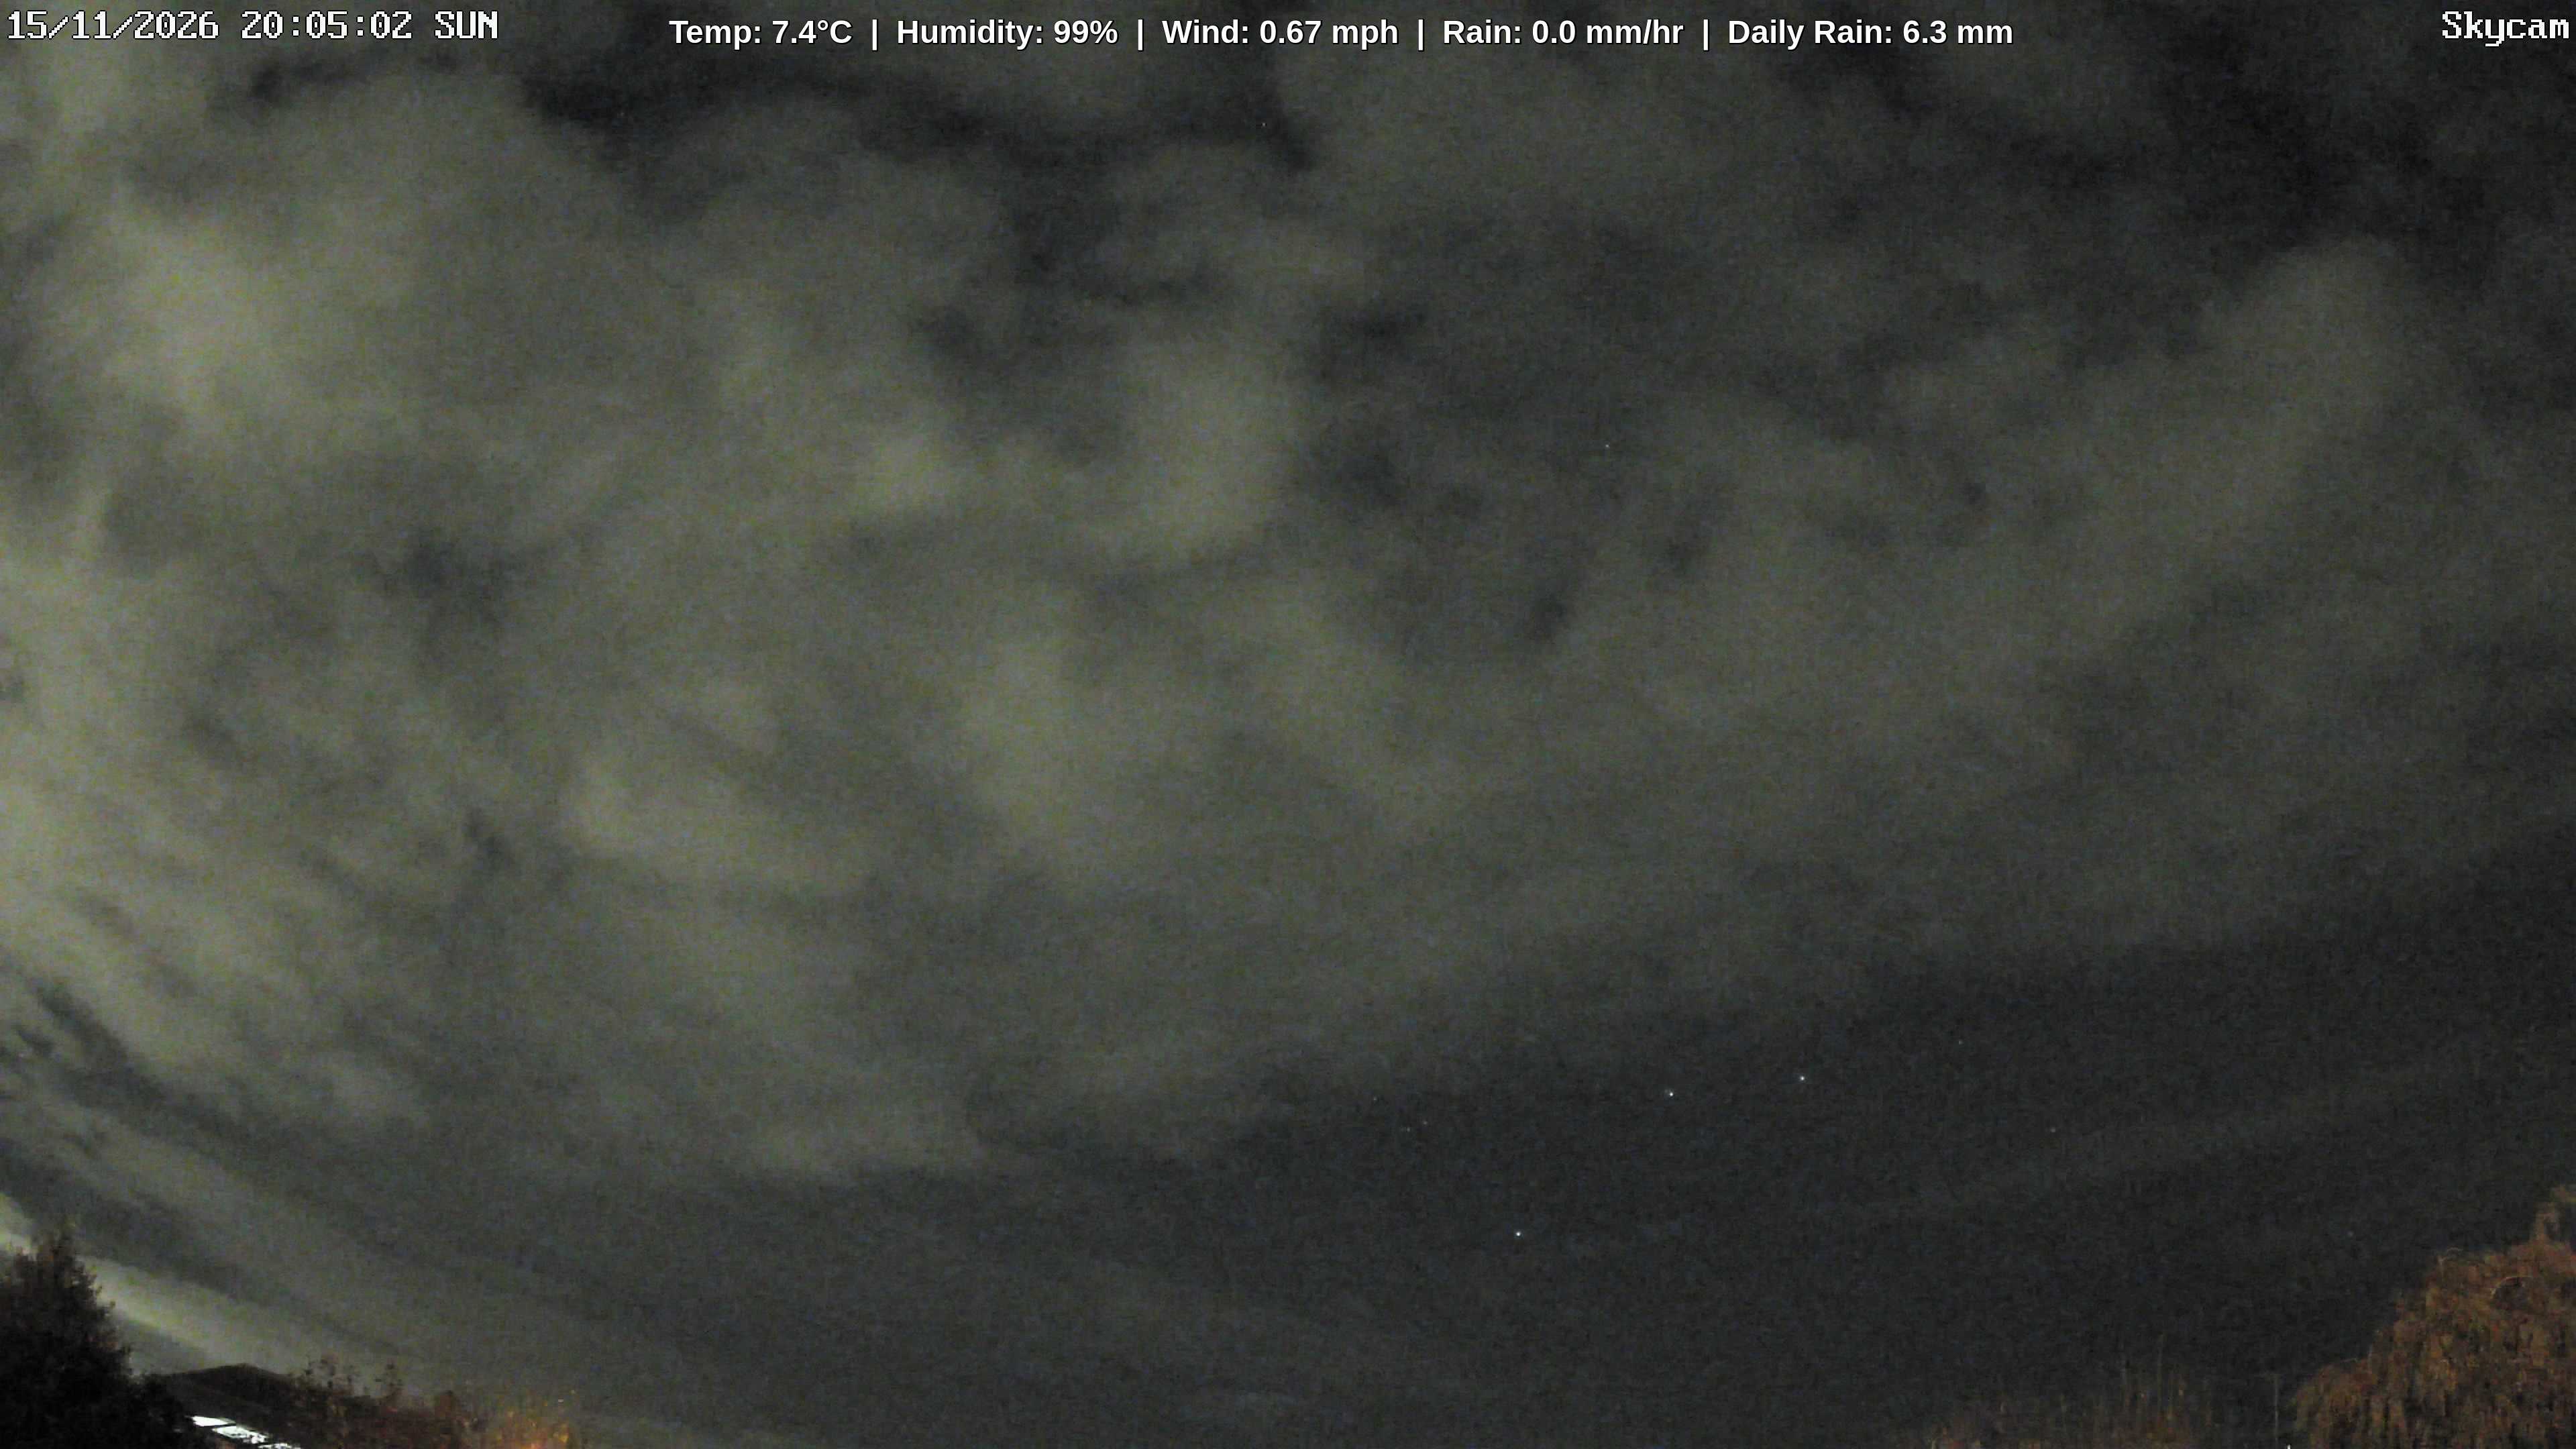 15/11/2026 20:05:02 SUN
Temp: 7.4°C | Humidity: 99% | Wind: 0.67 mph | Rain: 0.0 mm/hr | Daily Rain: 6.3 mm
Skycam